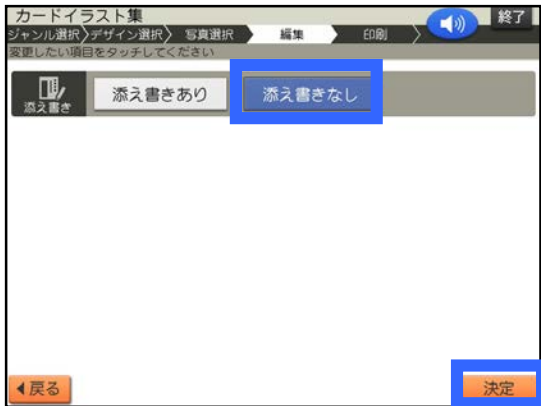 カードイラスト集
終了
ジャンル選択〉デザイン選択〉 写真選択 編集 印刷
変更したい項目をタッチしてください
添え書き
添え書きあり
添え書きなし
戻る
決定